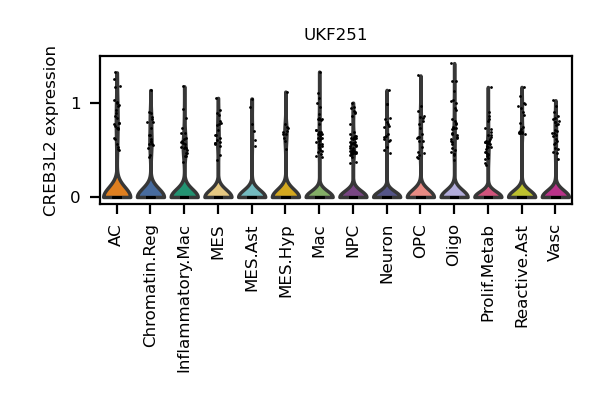 UKF251
CREB3L2 expression
1
0
AC
Chromatin.Reg
Inflammatory.Mac
MES
MES.Ast
MES.Hyp
Mac
NPC
Neuron
OPC
Oligo
Prolif.Metab
Reactive.Ast
Vasc